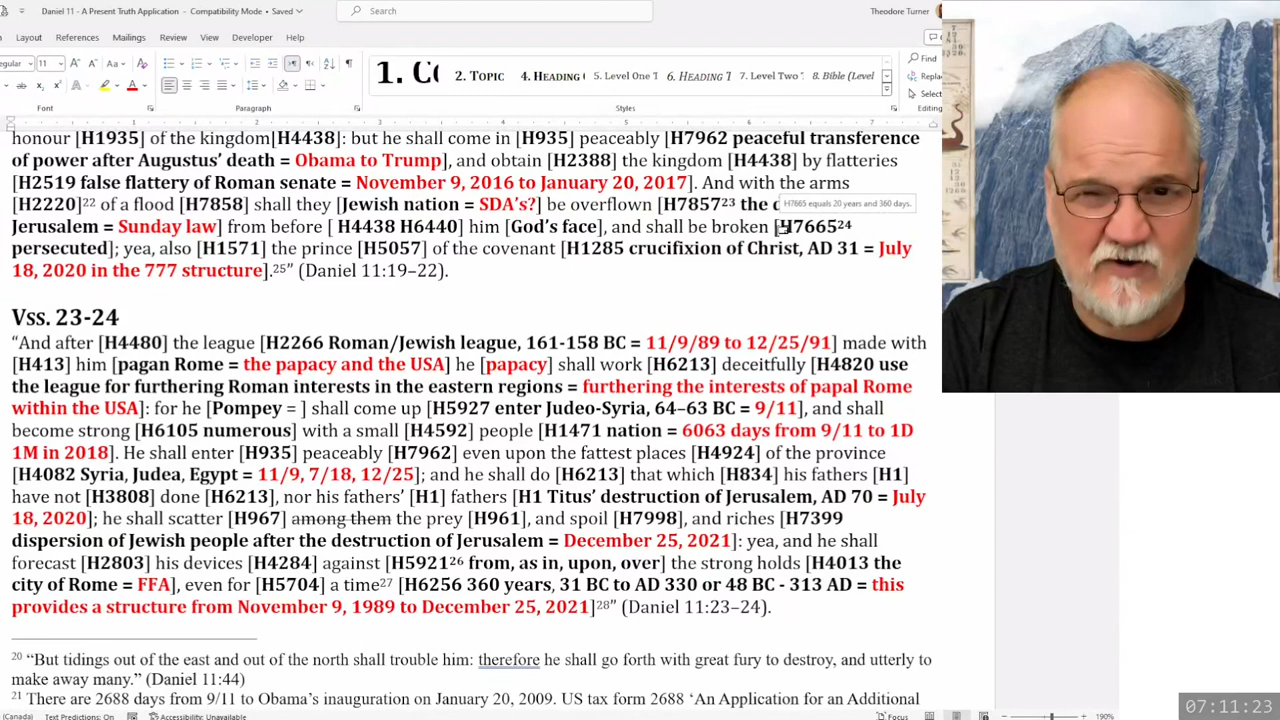 Daniel 11 - A Present Truth Application • Saved
Search
Theodore Turner
Layout References Mailings Review View Developer Help
11
1. Co 2. TOPIC 4. HEADING 5. Level One T 6. HEADING 7. Level Two 8. Bible (Level
Find
Repla
Select
Font
Paragraph
Styles
Editing
honour [H1935] of the kingdom[H4438]: but he shall come in [H935] peaceably [H7962 peaceful transference
of power after Augustus’ death = Obama to Trump], and obtain [H2388] the kingdom [H4438] by flatteries
[H2519 false flattery of Roman senate = November 9, 2016 to January 20, 2017]. And with the arms
[H2220]22 of a flood [H7858] shall they [Jewish nation = SDA’s?] be overflown [H785723 the
H7665 equals 20 years and 360 days.
Jerusalem = Sunday law] from before [ H4438 H6440] him [God’s face], and shall be broken [H766524
persecuted]; yea, also [H1571] the prince [H5057] of the covenant [H1285 crucifixion of Christ, AD 31 = July
18, 2020 in the 777 structure].25” (Daniel 11:19–22).
Vss. 23-24
“And after [H4480] the league [H2266 Roman/Jewish league, 161-158 BC = 11/9/89 to 12/25/91] made with
[H413] him [pagan Rome = the papacy and the USA] he [papacy] shall work [H6213] deceitfully [H4820 use
the league for furthering Roman interests in the eastern regions = furthering the interests of papal Rome
within the USA]: for he [Pompey = ] shall come up [H5927 enter Judeo-Syria, 64–63 BC = 9/11], and shall
become strong [H6105 numerous] with a small [H4592] people [H1471 nation = 6063 days from 9/11 to 1D
1M in 2018]. He shall enter [H935] peaceably [H7962] even upon the fattest places [H4924] of the province
[H4082 Syria, Judea, Egypt = 11/9, 7/18, 12/25]; and he shall do [H6213] that which [H834] his fathers [H1]
have not [H3808] done [H6213], nor his fathers’ [H1] fathers [H1 Titus’ destruction of Jerusalem, AD 70 = July
18, 2020]; he shall scatter [H967] among them the prey [H961], and spoil [H7998], and riches [H7399
dispersion of Jewish people after the destruction of Jerusalem = December 25, 2021]: yea, and he shall
forecast [H2803] his devices [H4284] against [H592126 from, as in, upon, over] the strong holds [H4013 the
city of Rome = FFA], even for [H5704] a time27 [H6256 360 years, 31 BC to AD 330 or 48 BC - 313 AD = this
provides a structure from November 9, 1989 to December 25, 2021]28” (Daniel 11:23–24).
20 “But tidings out of the east and out of the north shall trouble him: therefore he shall go forth with great fury to destroy, and utterly to
make away many.” (Daniel 11:44)
21 There are 2688 days from 9/11 to Obama’s inauguration on January 20, 2009. US tax form 2688 ‘An Application for an Additional
Text Predictions: On
Accessibility: Unavailable
Focus
190%
07:11:23